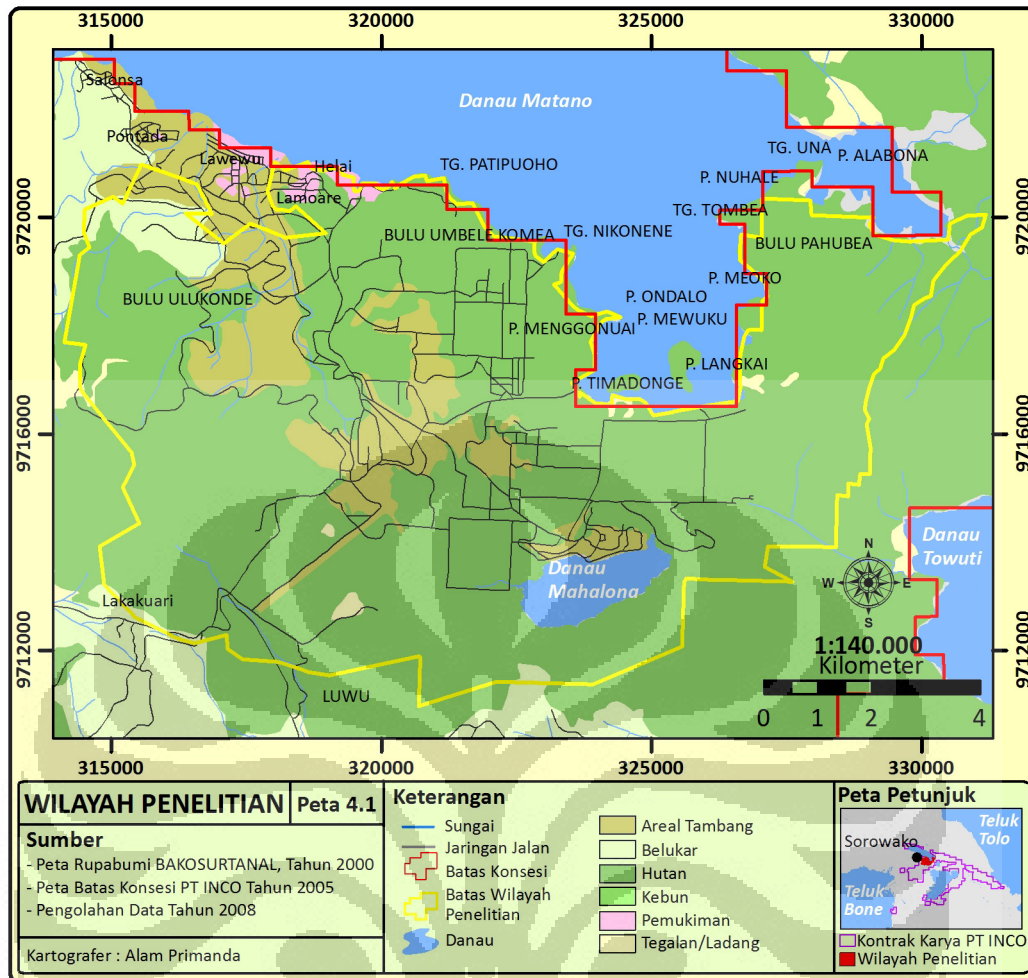 315000 320000 325000 330000
Salonsa
Danau Matano
Pontada
TG. UNA
P. ALABONA
Lawewu
Helai
TG. PATIPUOHO
P. NUHALE
Lamoare
TG. TOMBEA
9720000
9720000
BULU UMBELE KOMEA
TG. NIKONENE
BULU PAHUBEA
P. MEOKO
BULU ULUKONDE
P. ONDALO
P. MENGGONUAI
P. MEWUKU
P. LANGKAI
P. TIMADONGE
9716000
9716000
Danau
Towuti
Danau
Mahalona
N
W E
S
Lakakuari
9712000
9712000
1:140.000
Kilometer
LUWU
0 1 2 4
315000 320000 325000 330000
WILAYAH PENELITIAN
Peta 4.1
Sumber
- Peta Rupabumi BAKOSURTANAL, Tahun 2000
- Peta Batas Konsesi PT INCO Tahun 2005
- Pengolahan Data Tahun 2008
Kartografer : Alam Primanda
Keterangan
Sungai
Jaringan Jalan
Batas Konsesi
Batas Wilayah
Penelitian
Danau
Areal Tambang
Belukar
Hutan
Kebun
Pemukiman
Tegalan/Ladang
Peta Petunjuk
Teluk
Tolo
Sorowako
Teluk
Bone
Kontrak Karya PT INCO
Wilayah Penelitian